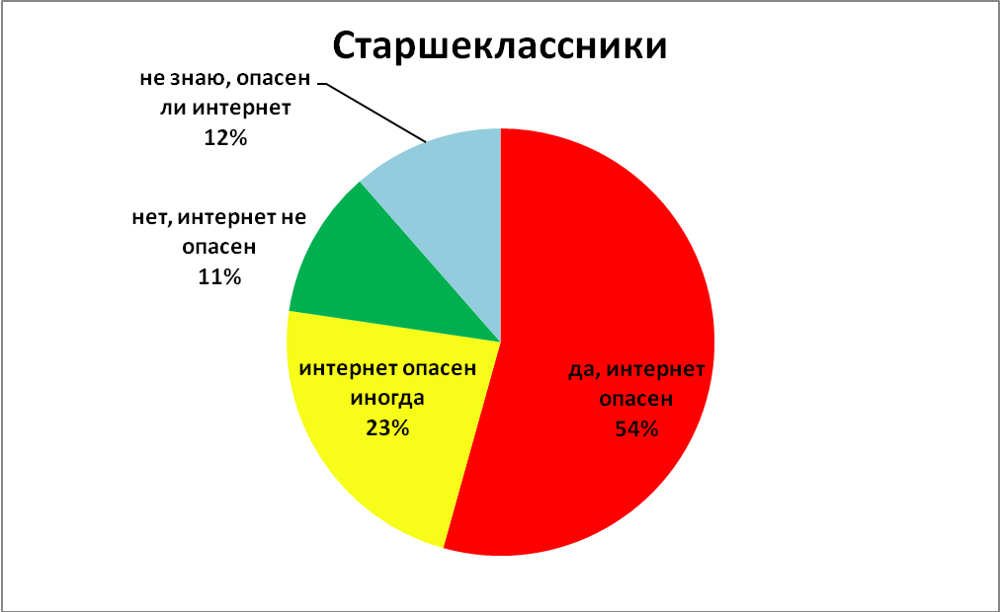 Старшеклассники
не знаю, опасен
ли интернет
12%
нет, интернет не
опасен
11%
интернет опасен
иногда
23%
да, интернет
опасен
54%